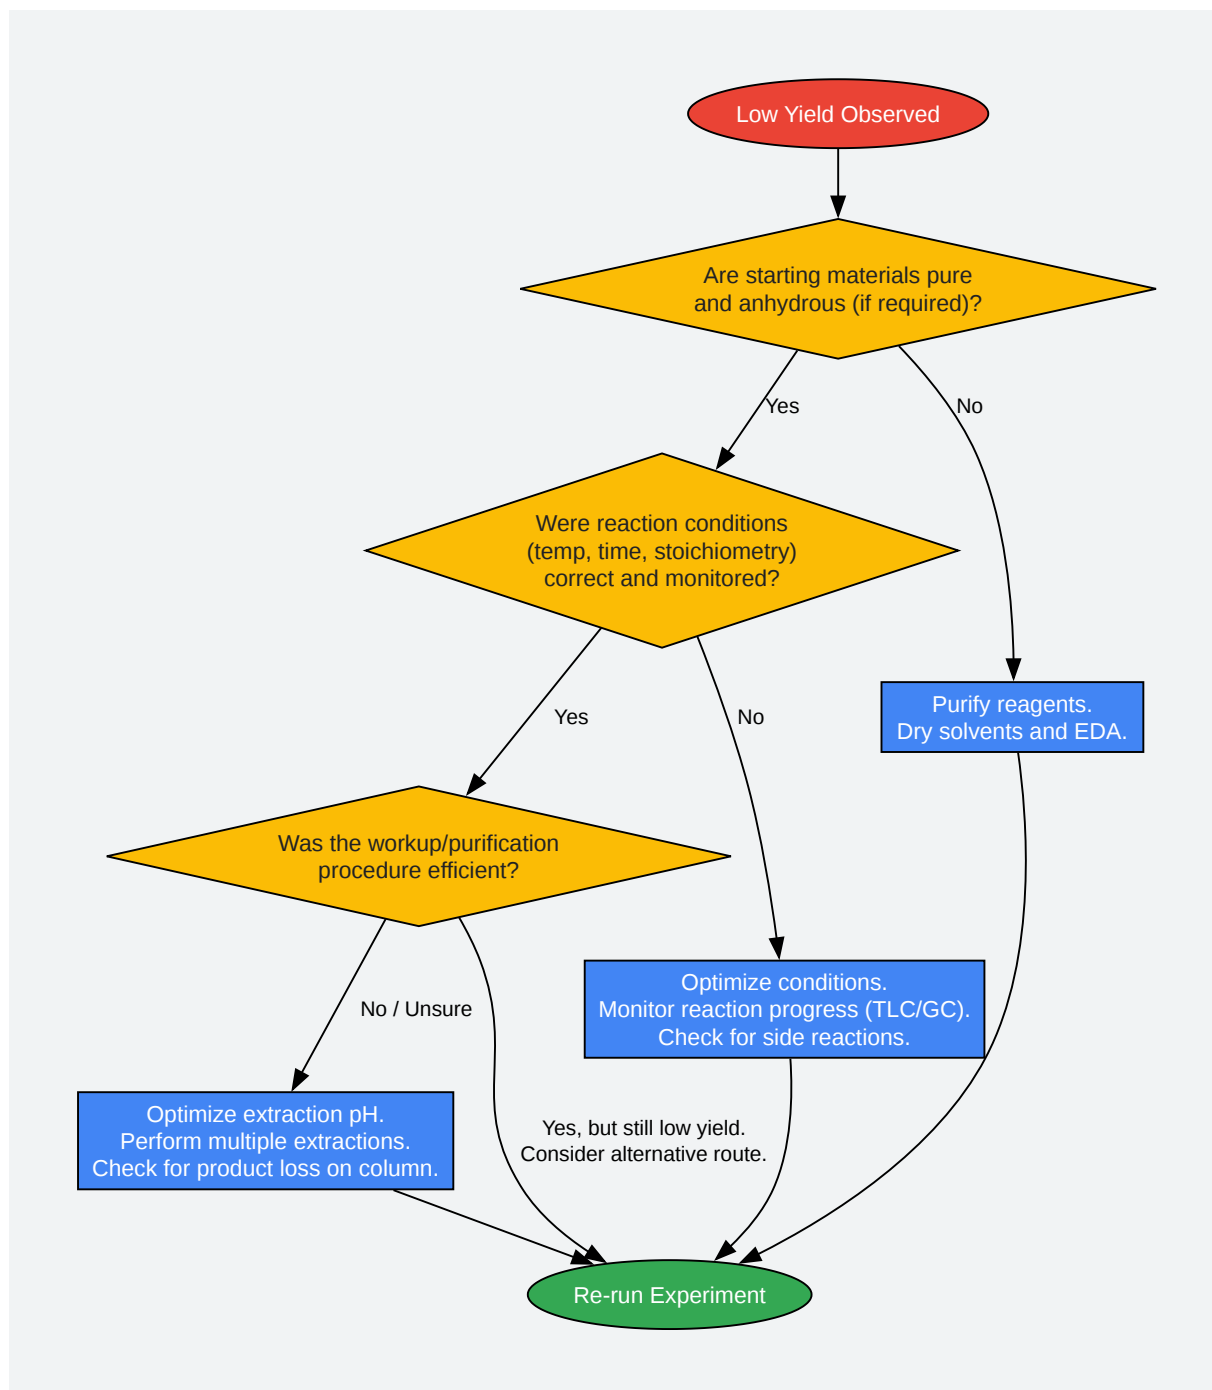 Low Yield Observed
Are starting materials pure
and anhydrous (if required)?
Yes
No
Were reaction conditions
(temp, time, stoichiometry)
correct and monitored?
Purify reagents.
Dry solvents and EDA.
Yes
No
Was the workup/purification
procedure efficient?
Optimize conditions.
Monitor reaction progress (TLC/GC).
Check for side reactions.
No / Unsure
Optimize extraction pH.
Perform multiple extractions.
Check for product loss on column.
Yes, but still low yield.
Consider alternative route.
Re-run Experiment